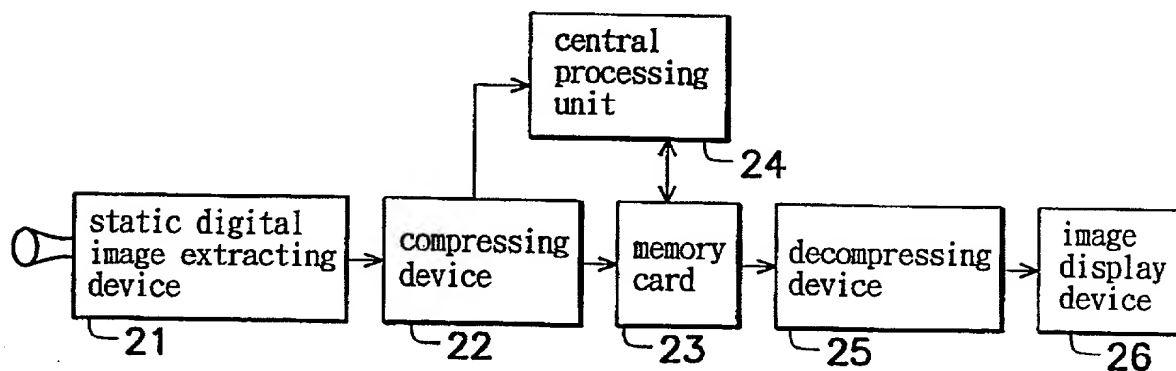 central
processing
unit
24
static digital
image extracting
device
21
compressing
device
22
memory
card
23
decompressing
device
25
image
display
device
26